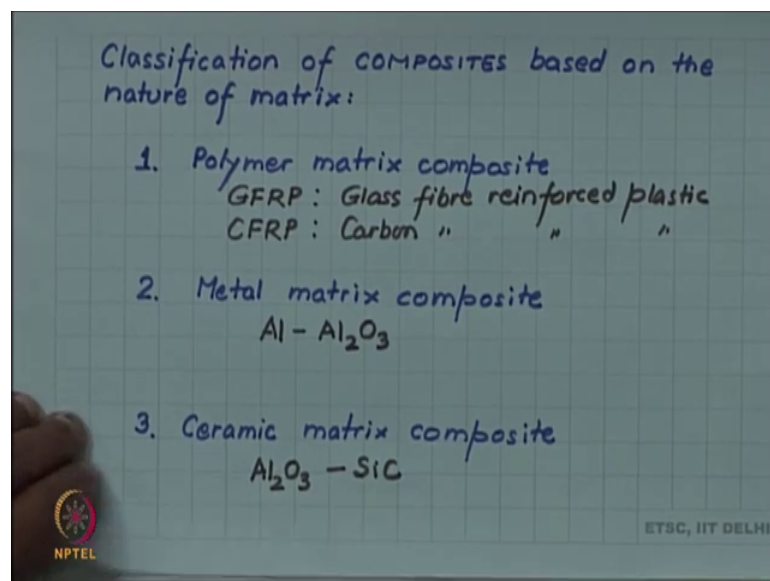 Classification of COMPOSITES based on the
nature of matrix:
1. Polymer matrix composite
GFRP : Glass fibre reinforced plastic
CFRP : Carbon " " "
2. Metal matrix composite
Al - Al₂O₃
3. Ceramic matrix composite
Al₂O₃ - SiC
ETSC, IIT DELHI
NPTEL